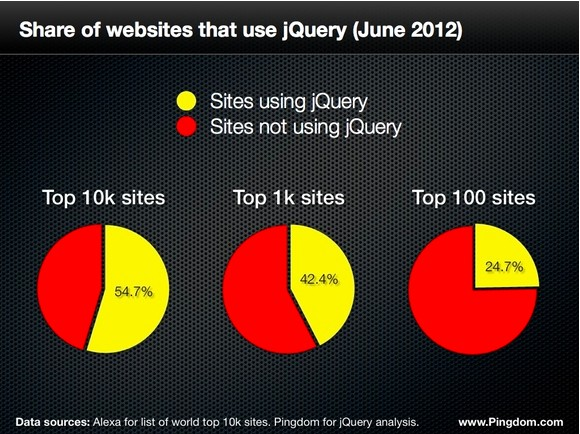 Share of websites that use jQuery (June 2012)
Sites using jQuery
Sites not using jQuery
Top 10k sites
Top 1k sites
Top 100 sites
54.7%
42.4%
24.7%
Data sources: Alexa for list of world top 10k sites. Pingdom for jQuery analysis.
www.Pingdom.com